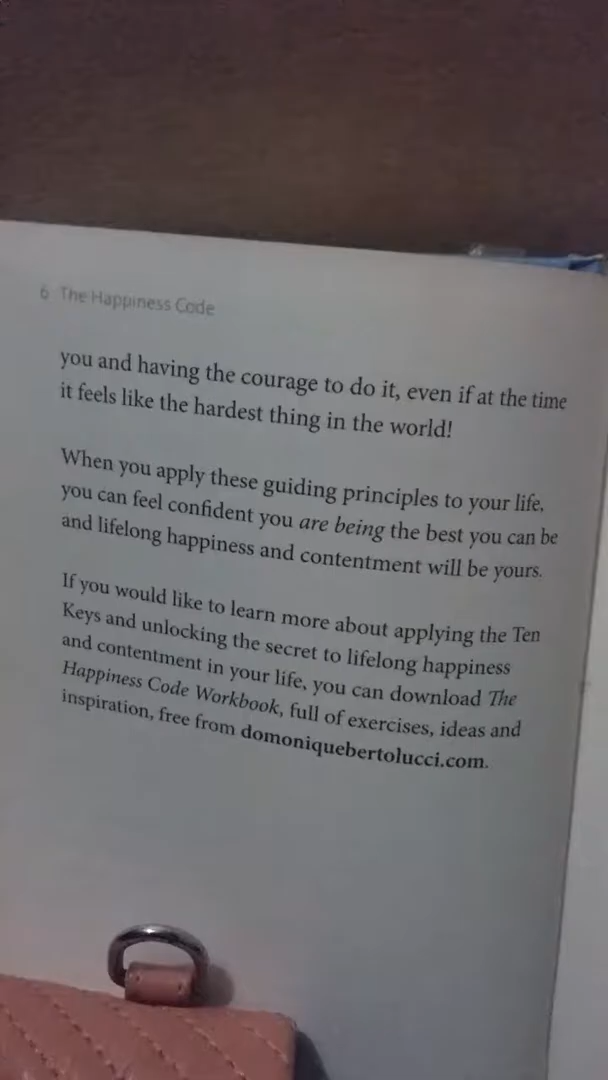 6 The Happiness Code
you and having the courage to do it, even if at the time
it feels like the hardest thing in the world!
When you apply these guiding principles to your life,
you can feel confident you are being the best you can be
and lifelong happiness and contentment will be yours.
If you would like to learn more about applying the Ten
Keys and unlocking the secret to lifelong happiness
and contentment in your life, you can download The
Happiness Code Workbook, full of exercises, ideas and
inspiration, free from domoniquebertolucci.com.